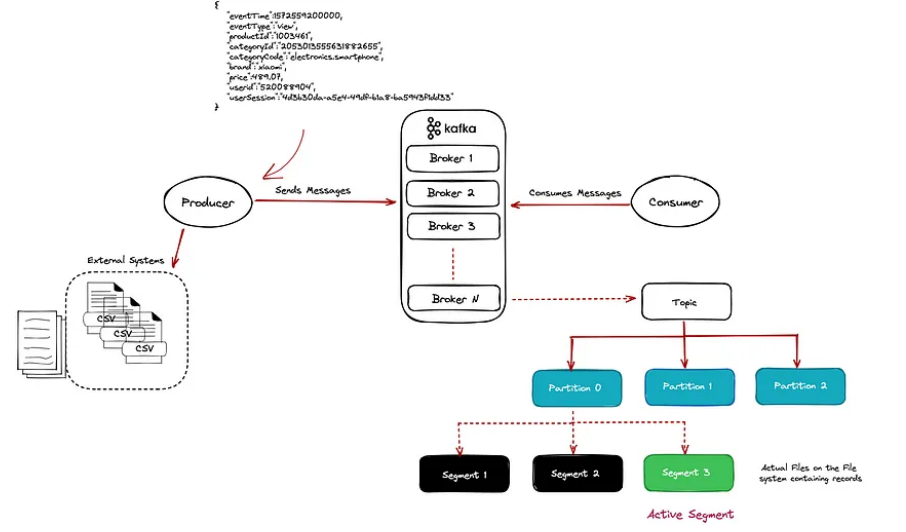 {
"eventTime":1572559200000,
"eventType":"view",
"productId":"1003461",
"categoryId":"2053013555631882655",
"categoryCode":"electronics.smartphone",
"brand":"xiaomi",
"price":489.07,
"userid":"520088904",
"userSession":"4d3b30da-a5e4-49df-b1a8-ba5943f1dd33"
}
kafka
Broker 1
Broker 2
Broker 3
Broker N
Producer
Sends Messages
Consumes Messages
Consumer
External Systems
CSV
CSV
CSV
Topic
Partition 0
Partition 1
Partition 2
Segment 1
Segment 2
Segment 3
Actual Files on the File
system containing records
Active Segment